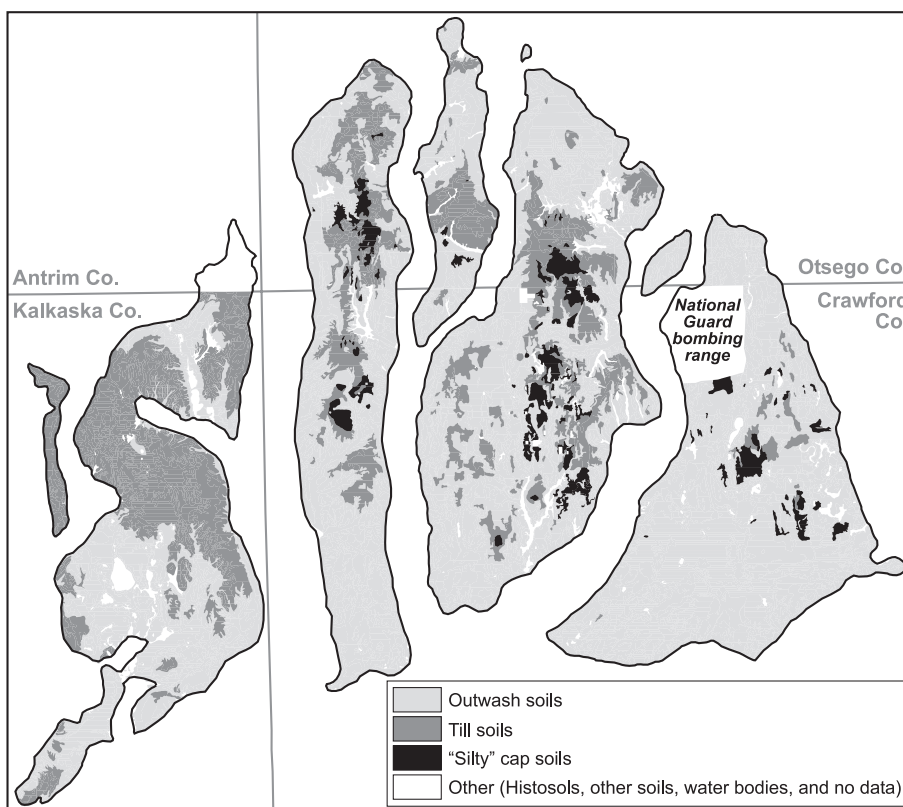 Antrim Co.
Kalkaska Co.
Otsego Co
Crawford
Co.
National
Guard
bombing
range
Outwash soils
Till soils
“Silty” cap soils
Other (Histosols, other soils, water bodies, and no data)